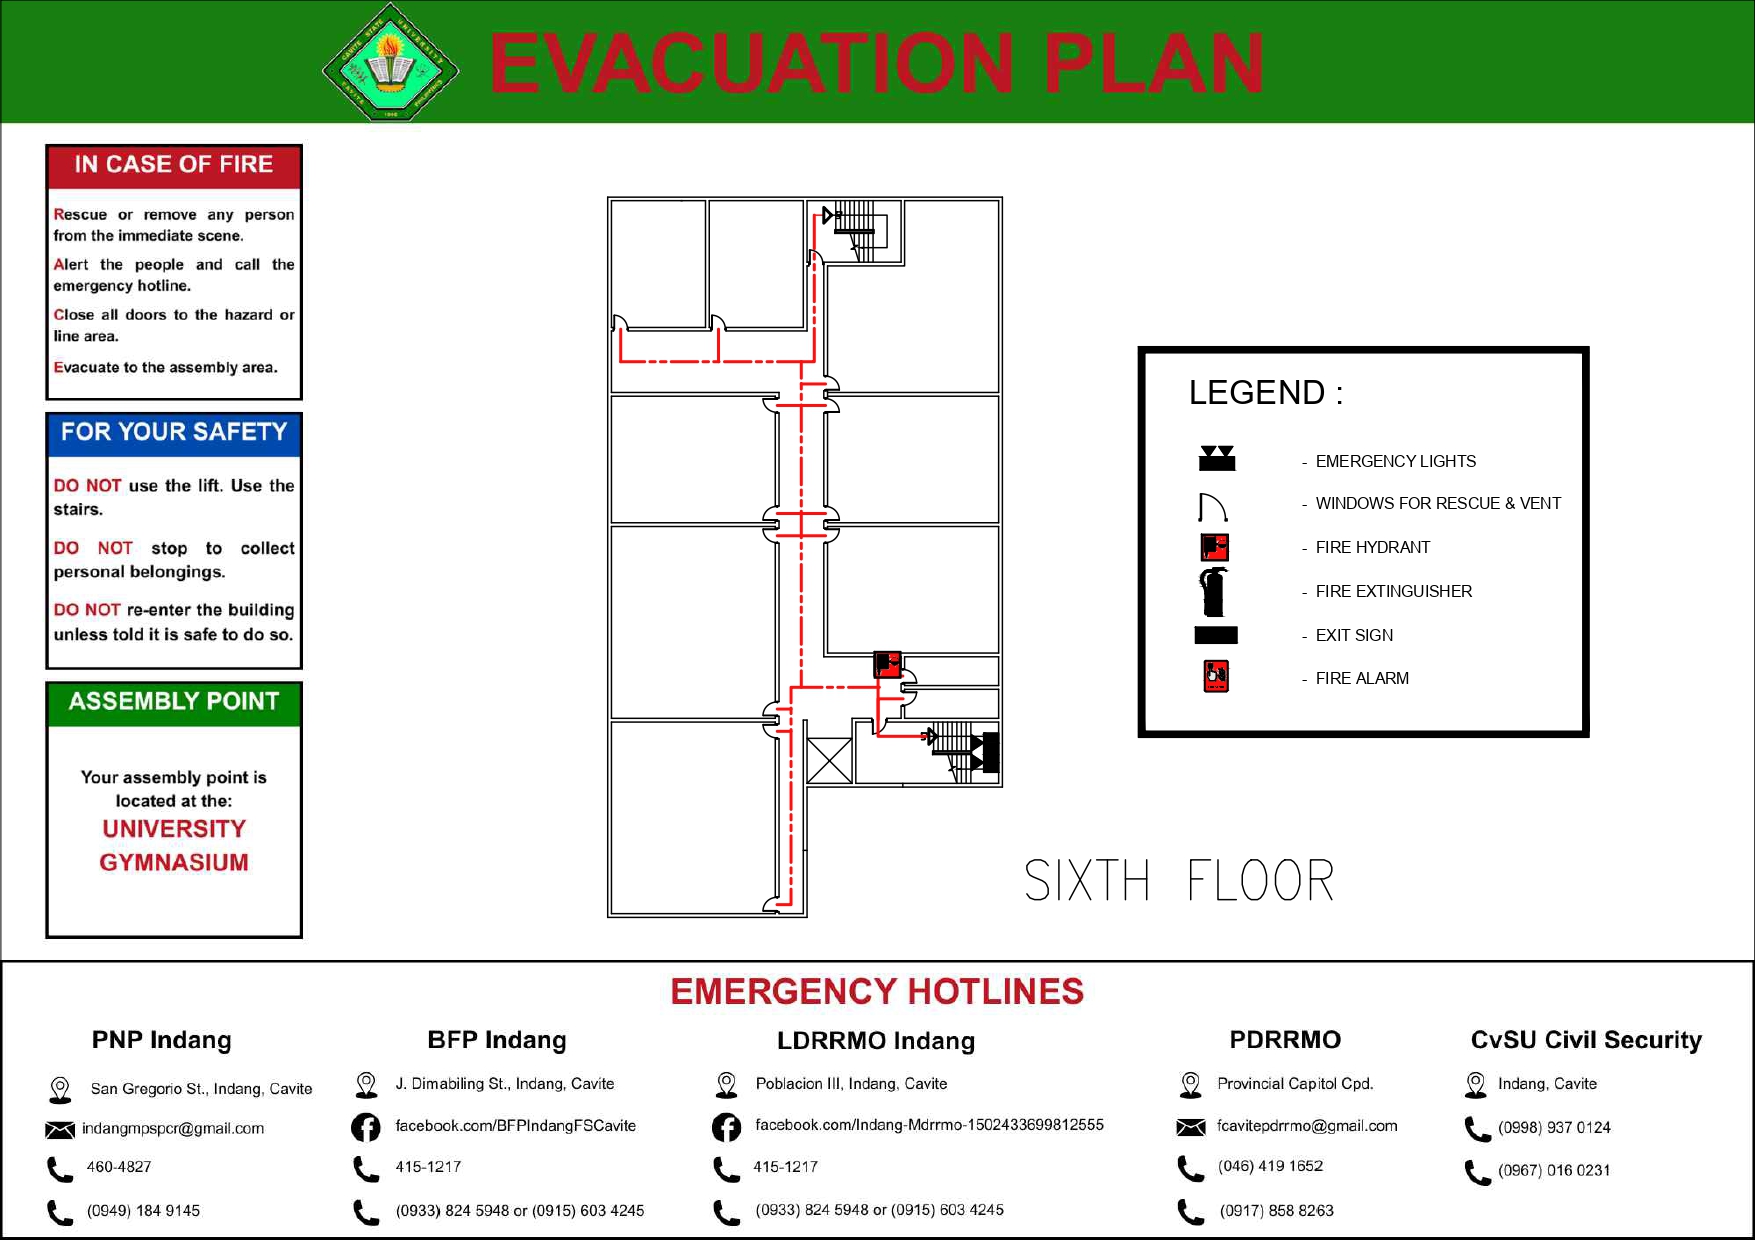 CAVITE STATE UNIVERSITY
CAVITE
PHILIPPINES
1906
EVACUATION PLAN
IN CASE OF FIRE
Rescue or remove any person
from the immediate scene.
Alert the people and call the
emergency hotline.
Close all doors to the hazard or
line area.
Evacuate to the assembly area.
FOR YOUR SAFETY
DO NOT use the lift. Use the
stairs.
DO NOT stop to collect
personal belongings.
DO NOT re-enter the building
unless told it is safe to do so.
ASSEMBLY POINT
Your assembly point is
located at the:
UNIVERSITY
GYMNASIUM
LEGEND :
- EMERGENCY LIGHTS
- WINDOWS FOR RESCUE & VENT
- FIRE HYDRANT
- FIRE EXTINGUISHER
- EXIT SIGN
- FIRE ALARM
SIXTH FLOOR
EMERGENCY HOTLINES
PNP Indang
San Gregorio St., Indang, Cavite
indangmpspcr@gmail.com
460-4827
(0949) 184 9145
BFP Indang
J. Dimabiling St., Indang, Cavite
facebook.com/BFPIndangFSCavite
415-1217
(0933) 824 5948 or (0915) 603 4245
LDRRMO Indang
Poblacion III, Indang, Cavite
facebook.com/Indang-Mdrrmo-1502433699812555
415-1217
(0933) 824 5948 or (0915) 603 4245
PDRRMO
Provincial Capitol Cpd.
fcavitepdrrmo@gmail.com
(046) 419 1652
(0917) 858 8263
CvSU Civil Security
Indang, Cavite
(0998) 937 0124
(0967) 016 0231